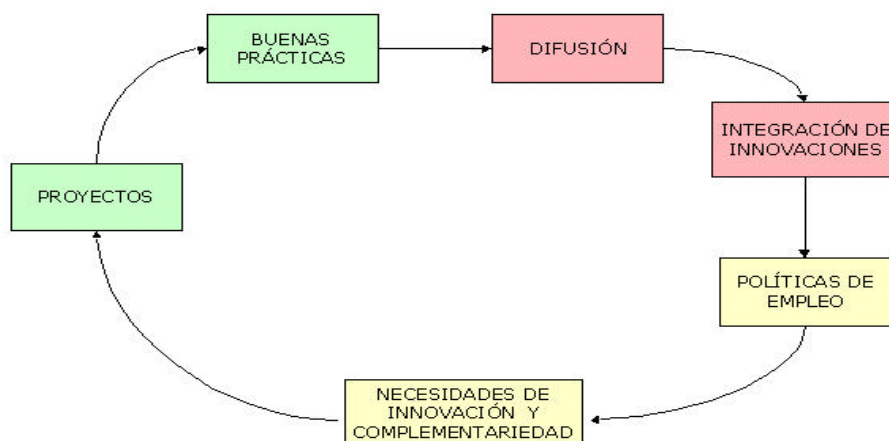 BUENAS
PRÁCTICAS
DIFUSIÓN
INTEGRACIÓN DE
INNOVACIONES
PROYECTOS
POLÍTICAS DE
EMPLEO
NECESIDADES DE
INNOVACIÓN Y
COMPLEMENTARIEDAD